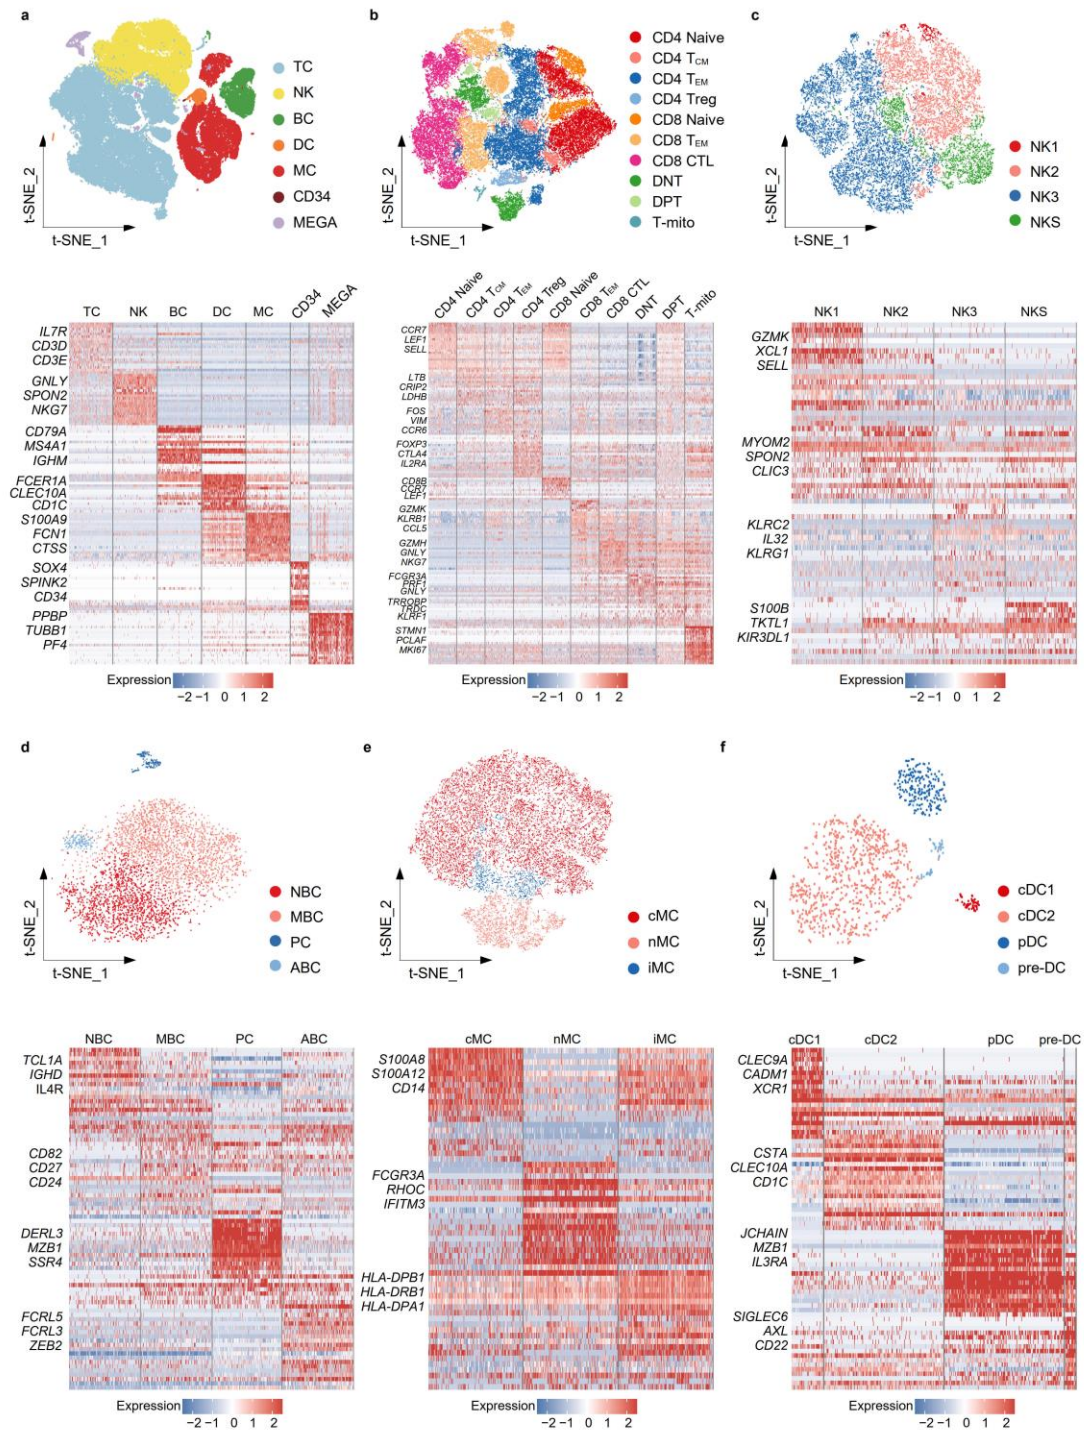 a
TC
NK
BC
DC
MC
CD34
MEGA
t-SNE_2
t-SNE_1
b
CD4 Naive
CD4 TCM
CD4 TEM
CD4 Treg
CD8 Naive
CD8 TEM
CD8 CTL
DNT
DPT
T-mito
t-SNE_2
t-SNE_1
c
NK1
NK2
NK3
NKS
t-SNE_2
t-SNE_1
TC NK BC DC MC CD34 MEGA
IL7R
CD3D
CD3E
GNLY
SPON2
NKG7
CD79A
MS4A1
IGHM
FCER1A
CLEC10A
CD1C
S100A9
FCN1
CTSS
SOX4
SPINK2
CD34
PPBP
TUBB1
PF4
Expression
−2 −1 0 1 2
CD4 Naive CD4 TCM CD4 TEM CD4 Treg CD8 Naive CD8 TEM CD8 CTL DNT DPT T-mito
CCR7
LEF1
SELL
LTB
CRIP2
LDHB
FOS
VIM
CCR6
FOXP3
CTLA4
IL2RA
CD8B
CCR7
LEF1
GZMK
KLRB1
CCL5
GZMH
GNLY
NKG7
FCGR3A
PRF1
GNLY
TRROBP
TRDC
KLRF1
STMN1
PCLAF
MKI67
Expression
−2 −1 0 1 2
NK1 NK2 NK3 NKS
GZMK
XCL1
SELL
MYOM2
SPON2
CLIC3
KLRC2
IL32
KLRG1
S100B
TKTL1
KIR3DL1
Expression
−2 −1 0 1 2
d
NBC
MBC
PC
ABC
t-SNE_2
t-SNE_1
e
cMC
nMC
iMC
t-SNE_2
t-SNE_1
f
cDC1
cDC2
pDC
pre-DC
t-SNE_2
t-SNE_1
NBC MBC PC ABC
TCL1A
IGHD
IL4R
CD82
CD27
CD24
DERL3
MZB1
SSR4
FCRL5
FCRL3
ZEB2
Expression
−2 −1 0 1 2
cMC nMC iMC
S100A8
S100A12
CD14
FCGR3A
RHOC
IFITM3
HLA-DPB1
HLA-DRB1
HLA-DPA1
Expression
−2 −1 0 1 2
cDC1 cDC2 pDC pre-DC
CLEC9A
CADM1
XCR1
CSTA
CLEC10A
CD1C
JCHAIN
MZB1
IL3RA
SIGLEC6
AXL
CD22
Expression
−2 −1 0 1 2